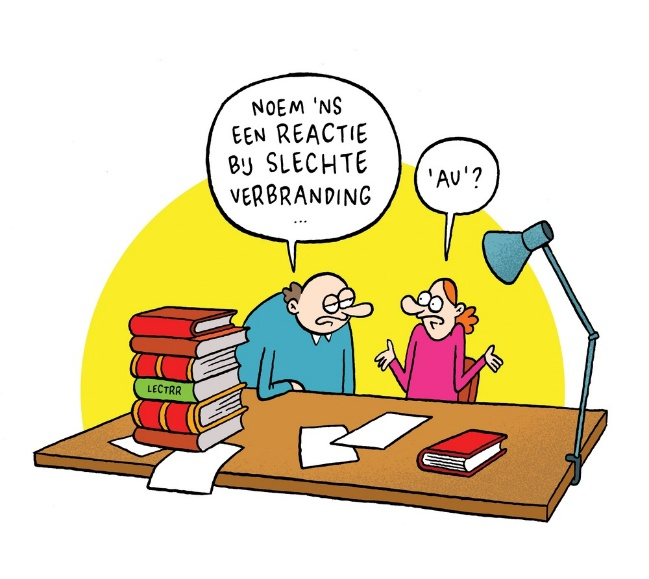 NOEM 'NS
EEN REACTIE
BIJ SLECHTE
VERBRANDING
...
'AU'?
LECTRR